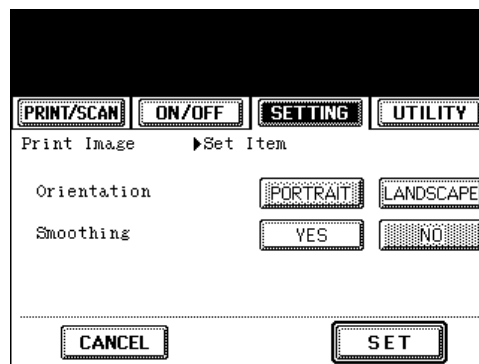 PRINT/SCAN ON/OFF SETTING UTILITY
Print Image ▶Set Item
Orientation PORTRAIT LANDSCAPE
Smoothing YES NO
CANCEL SET